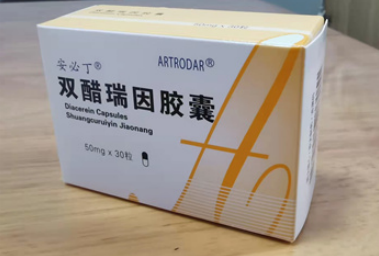 安必丁® ARTRODAR®
双醋瑞因胶囊
Diacerein Capsules
Shuangcuruiyin Jiaonang
50mg x 30粒